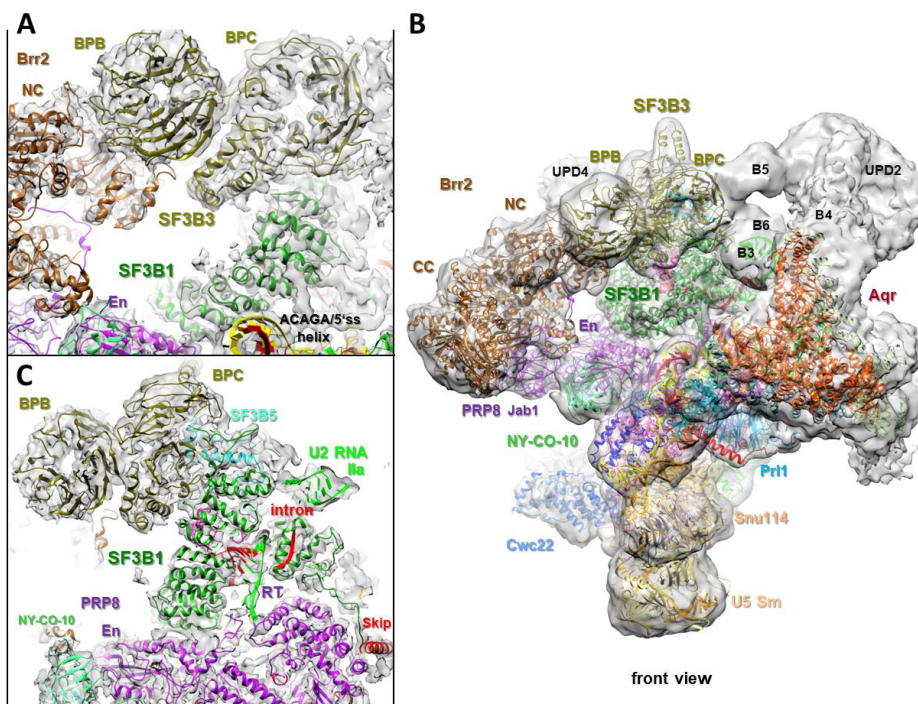 A
BPB
BPC
Brr2
NC
SF3B3
SF3B1
En
ACAGA/5'ss
helix
C
BPC
BPB
SF3B5
U2 RNA
IIa
intron
SF3B1
PRP8
RT
NY-CO-10
En
Skip
B
SF3B3
BPB
BPC
B5
UPD4
UPD2
Brr2
NC
B4
B6
CC
B3
SF3B1
Aqr
En
PRP8 Jab1
NY-CO-10
Prl1
Snu114
Cwc22
U5 Sm
front view